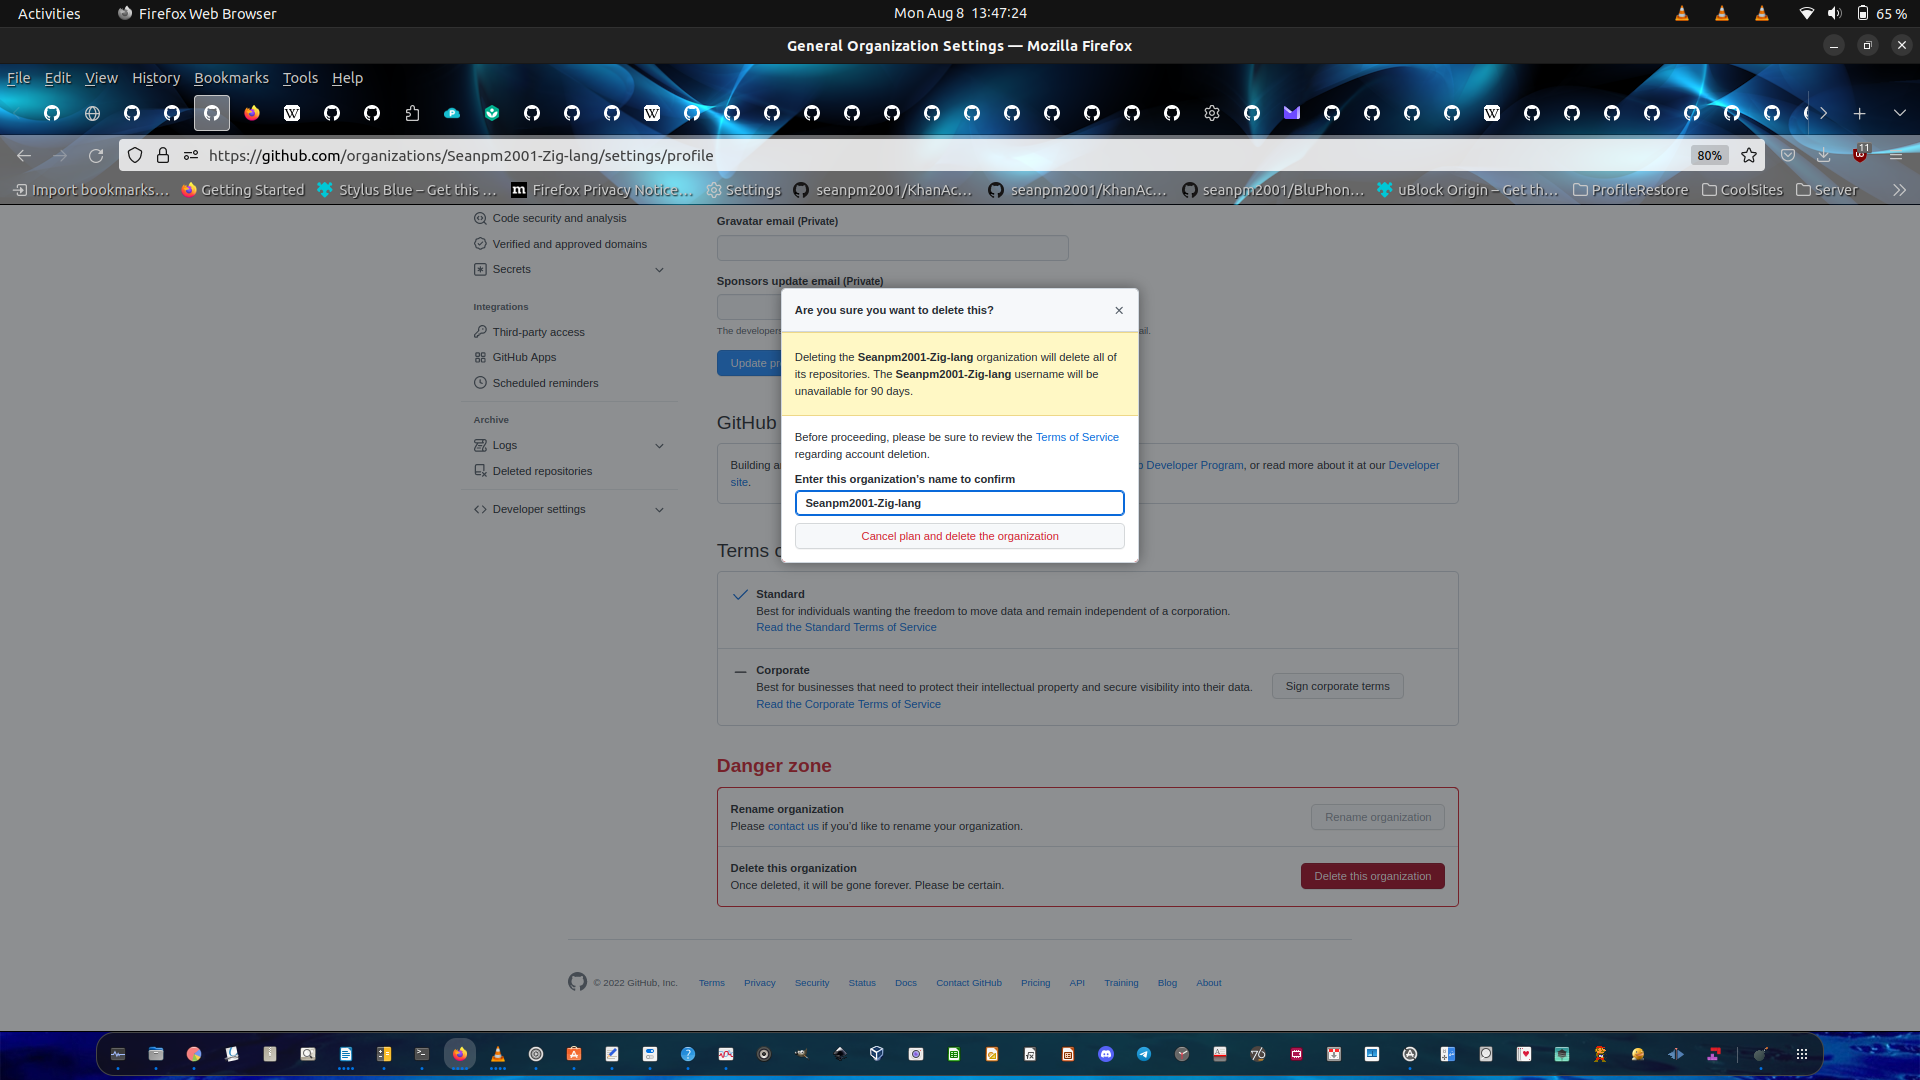 Activities
Firefox Web Browser
Mon Aug 8 13:47:24
65 %
General Organization Settings — Mozilla Firefox
File Edit View History Bookmarks Tools Help
https://github.com/organizations/Seanpm2001-Zig-lang/settings/profile
80%
11
Import bookmarks…
Getting Started
Stylus Blue – Get this …
Firefox Privacy Notice…
Settings
seanpm2001/KhanAc…
seanpm2001/KhanAc…
seanpm2001/BluPhon…
uBlock Origin – Get th…
ProfileRestore
CoolSites
Server
Code security and analysis
Verified and approved domains
Secrets
Integrations
Third-party access
GitHub Apps
Scheduled reminders
Archive
Logs
Deleted repositories
Developer settings
Gravatar email (Private)
Sponsors update email (Private)
The developer
ail.
Update pr
GitHub
Building a
Developer Program, or read more about it at our Developer
site.
Terms o
Are you sure you want to delete this?
Deleting the Seanpm2001-Zig-lang organization will delete all of
its repositories. The Seanpm2001-Zig-lang username will be
unavailable for 90 days.
Before proceeding, please be sure to review the Terms of Service
regarding account deletion.
Enter this organization's name to confirm
Seanpm2001-Zig-lang
Cancel plan and delete the organization
Standard
Best for individuals wanting the freedom to move data and remain independent of a corporation.
Read the Standard Terms of Service
Corporate
Best for businesses that need to protect their intellectual property and secure visibility into their data.
Read the Corporate Terms of Service
Sign corporate terms
Danger zone
Rename organization
Please contact us if you'd like to rename your organization.
Rename organization
Delete this organization
Once deleted, it will be gone forever. Please be certain.
Delete this organization
© 2022 GitHub, Inc.
Terms
Privacy
Security
Status
Docs
Contact GitHub
Pricing
API
Training
Blog
About